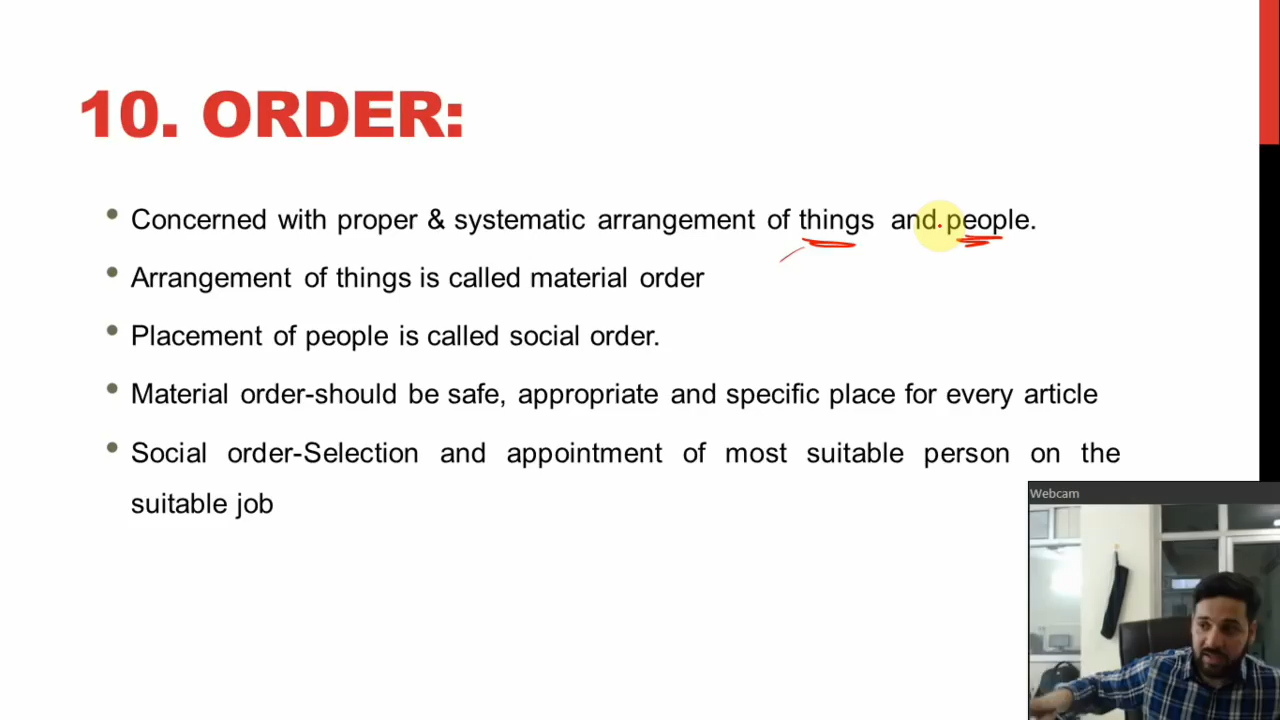 10. ORDER:
• Concerned with proper & systematic arrangement of things and people.
• Arrangement of things is called material order
• Placement of people is called social order.
• Material order-should be safe, appropriate and specific place for every article
• Social order-Selection and appointment of most suitable person on the
suitable job
Webcam